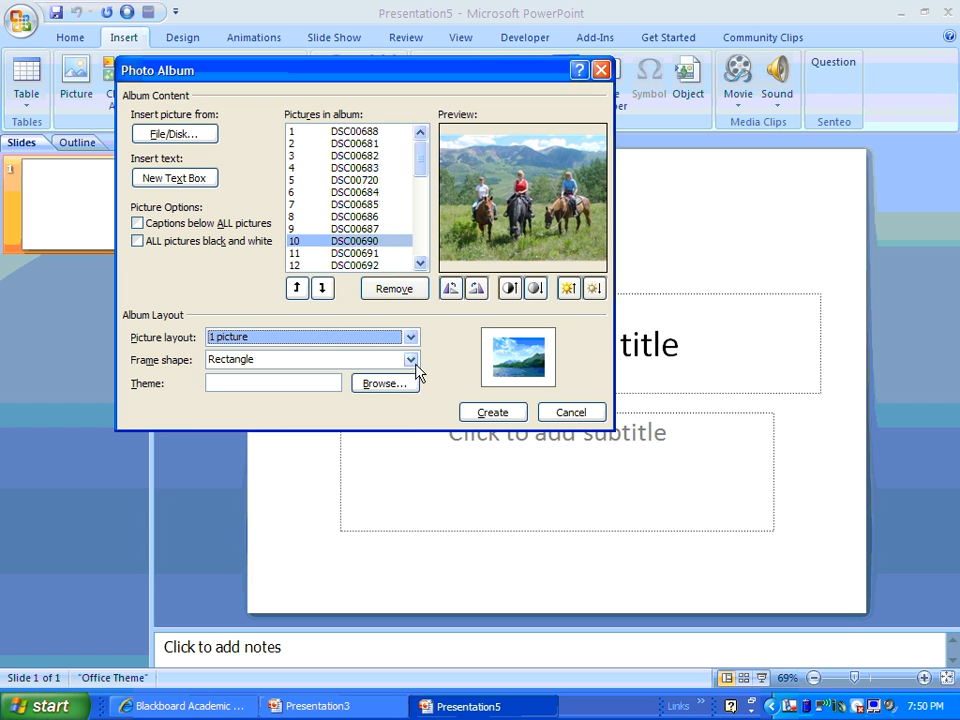 Presentation5 - Microsoft PowerPoint
Home Insert Design Animations Slide Show Review View Developer Add-Ins Get Started Community Clips
Table Picture Symbol Object Movie Sound Question
Tables Media Clips Senteo
Slides Outline
1
Photo Album
Album Content
Insert picture from:
File/Disk...
Insert text:
New Text Box
Picture Options:
Captions below ALL pictures
ALL pictures black and white
Pictures in album:
1 DSC00688
2 DSC00681
3 DSC00682
4 DSC00683
5 DSC00720
6 DSC00684
7 DSC00685
8 DSC00686
9 DSC00687
10 DSC00690
11 DSC00691
12 DSC00692
Remove
Preview:
Album Layout
Picture layout: 1 picture
Frame shape: Rectangle
Theme: Browse...
Create Cancel
title
Click to add subtitle
Click to add notes
Slide 1 of 1 "Office Theme" 69%
start Blackboard Academic ... Presentation3 Presentation5 Links 7:50 PM